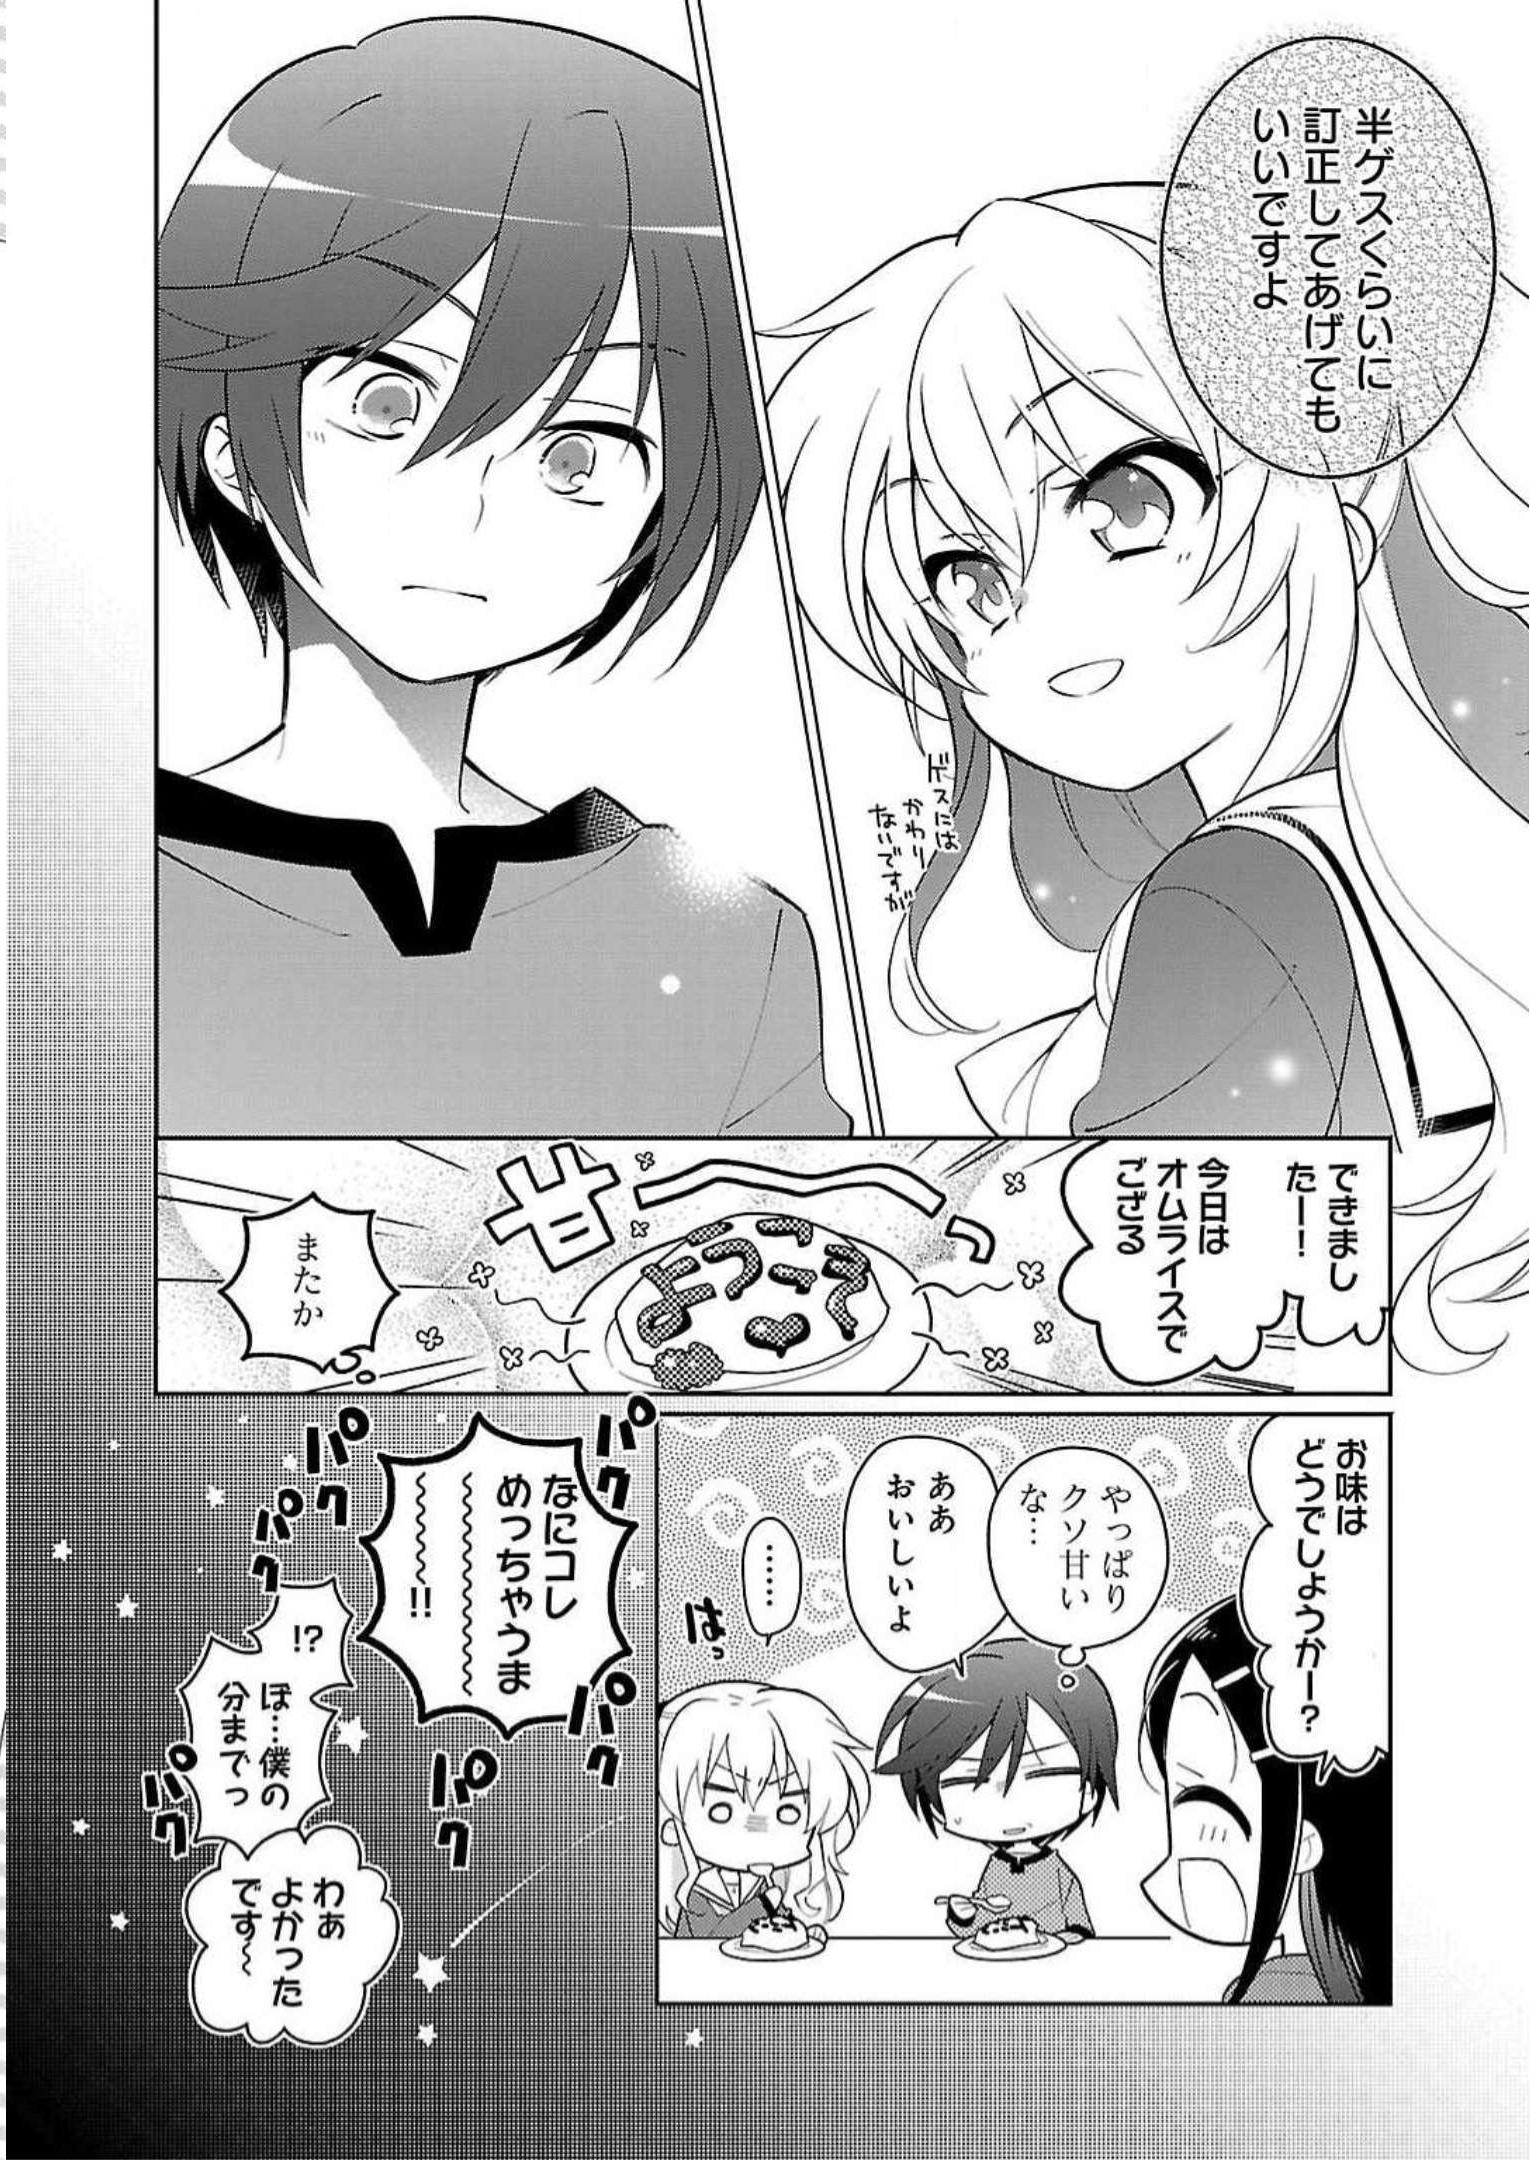 半ゲスくらいに
訂正してあげても
いいですよ
ゲスには
かわり
ないですが
できまし
たー!
今日は
オムライスで
ござる
甘〜っ
ようこそ
またか
お味は
どうでしょうかー?
やっぱり
クソ甘い
な…
ああ
おいしいよ
……
はっ
なにコレ
めっちゃうま
〜〜〜〜
〜〜〜!!
パク
パク
パク
パク
パク
パク
!?
ぼ…僕の
分までっ
わぁ
よかった
です〜